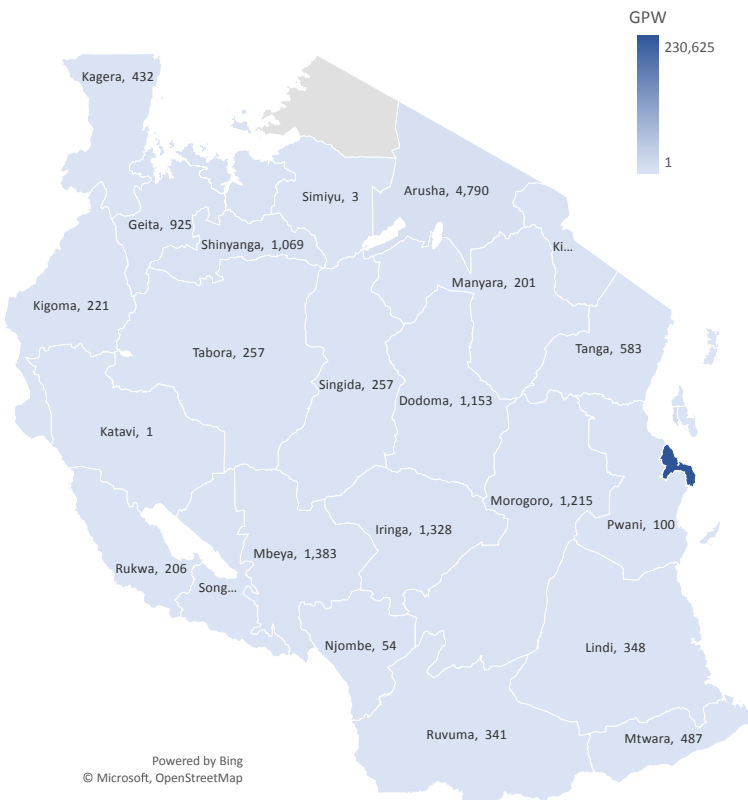 GPW
230,625
1
Kagera, 432
Simiyu, 3
Arusha, 4,790
Geita, 925
Shinyanga, 1,069
Ki...
Manyara, 201
Kigoma, 221
Tabora, 257
Tanga, 583
Singida, 257
Dodoma, 1,153
Katavi, 1
Morogoro, 1,215
Pwani, 100
Iringa, 1,328
Mbeya, 1,383
Rukwa, 206
Song...
Njombe, 54
Lindi, 348
Ruvuma, 341
Mtwara, 487
Powered by Bing
© Microsoft, OpenStreetMap